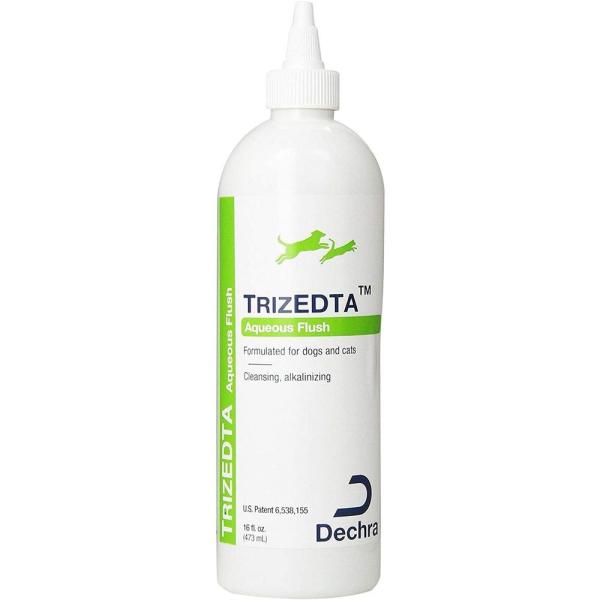 TRIZEDTA™
Aqueous Flush
Formulated for dogs and cats
Cleansing, alkalinizing
U.S. Patent 6,538,155
16 fl. oz.
(473 mL)
Dechra
TRIZEDTA Aqueous Flush